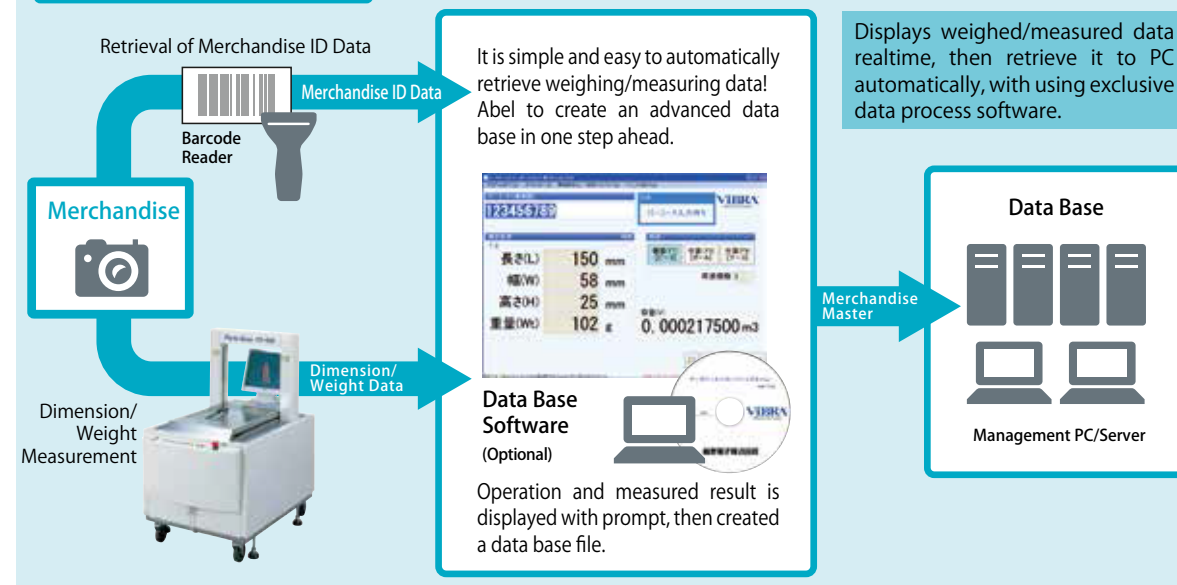 Retrieval of Merchandise ID Data
Merchandise ID Data
Barcode
Reader
Merchandise
Dimension/
Weight Data
Dimension/
Weight
Measurement
It is simple and easy to automatically
retrieve weighing/measuring data!
Abel to create an advanced data
base in one step ahead.
123456789
VIBRA
長さ(L) 150 mm
幅(W) 58 mm
高さ(H) 25 mm
重量(Wt) 102 g
0.000217500 m3
Data Base
Software
(Optional)
VIBRA
Operation and measured result is
displayed with prompt, then created
a data base file.
Displays weighed/measured data
realtime, then retrieve it to PC
automatically, with using exclusive
data process software.
Merchandise
Master
Data Base
Management PC/Server